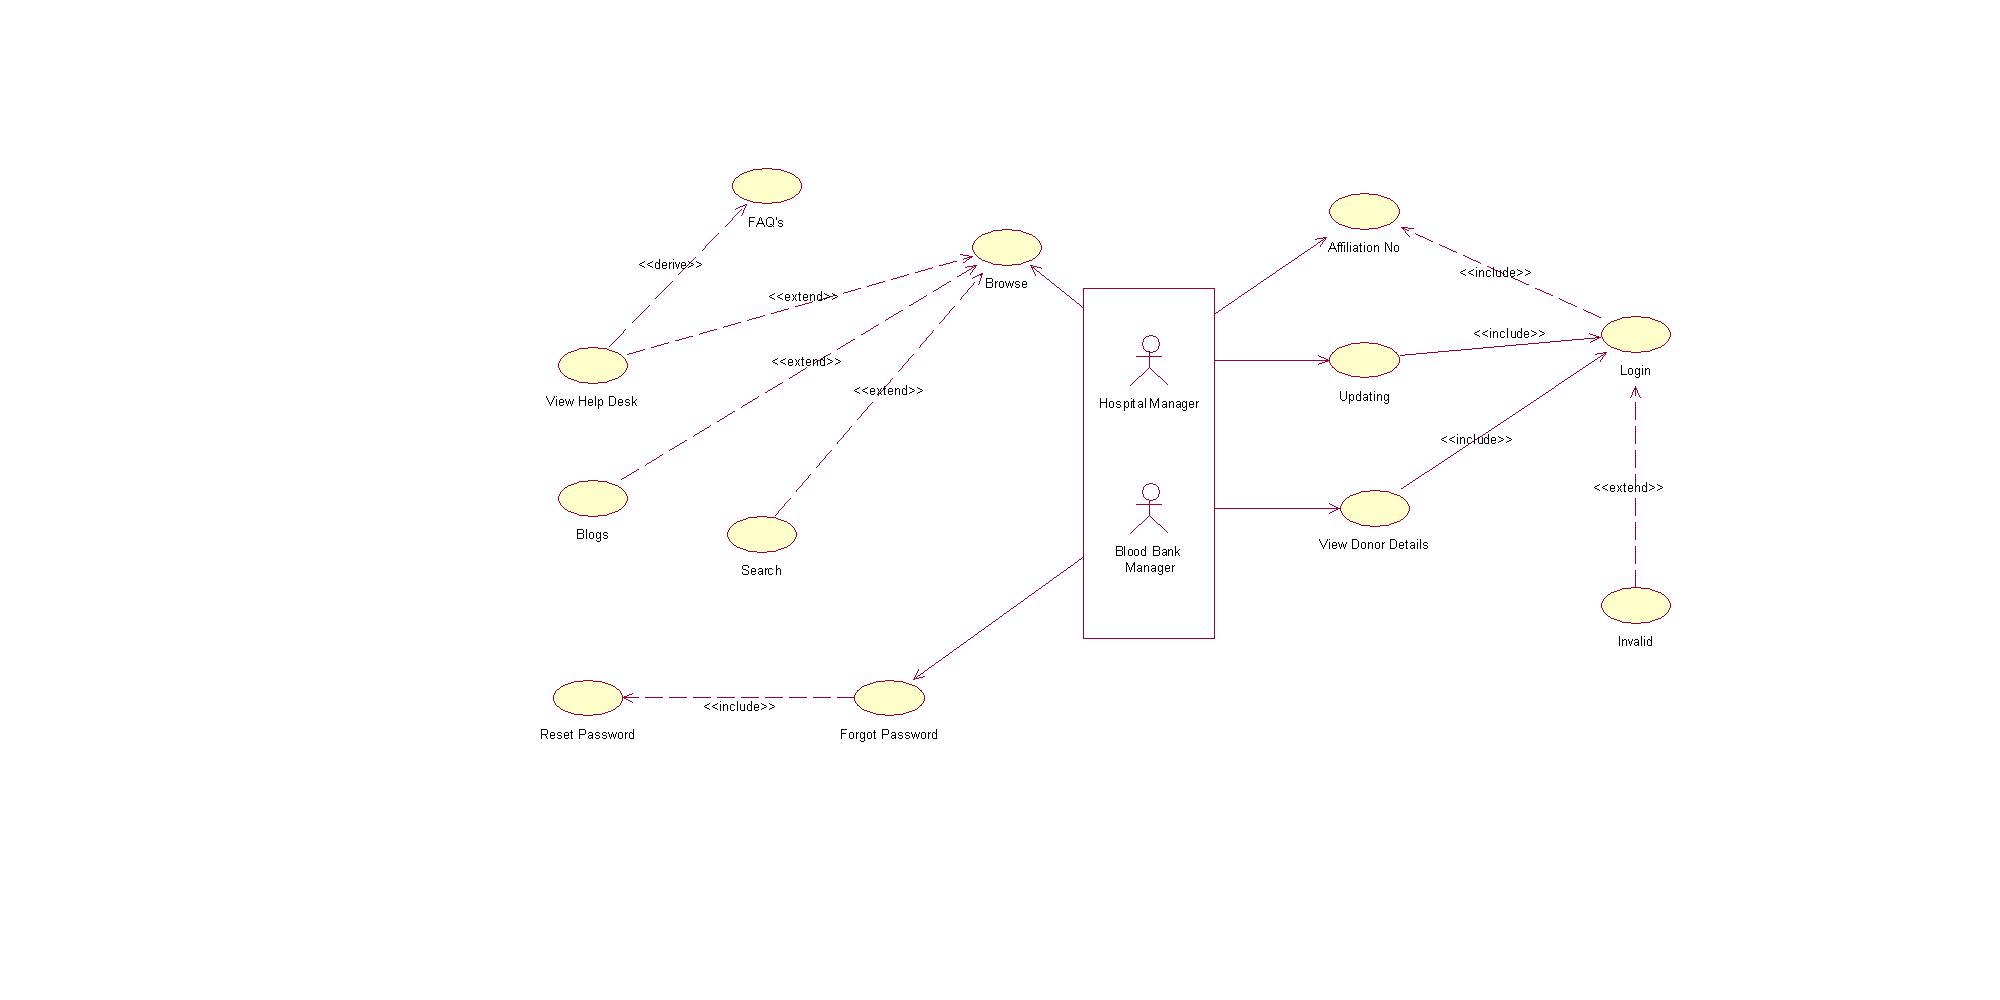 FAQ's
<<derive>>
Browse
<<extend>>
<<extend>>
<<extend>>
View Help Desk
Blogs
Search
Hospital Manager
Blood Bank
Manager
Affiliation No
<<include>>
<<include>>
Login
Updating
<<include>>
<<extend>>
View Donor Details
Invalid
Reset Password
<<include>>
Forgot Password